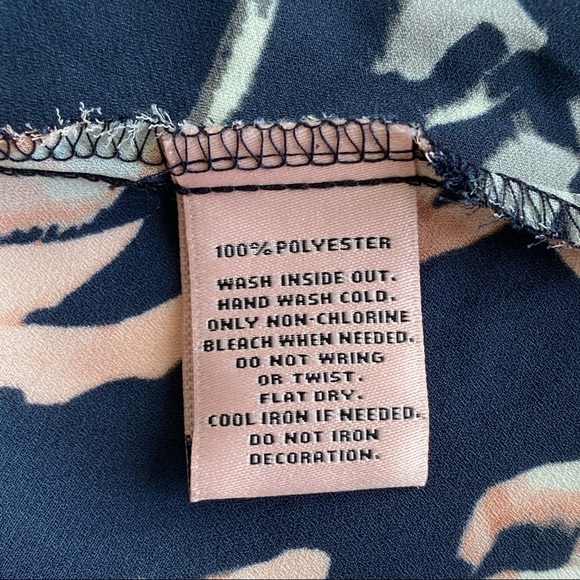 100% POLYESTER
WASH INSIDE OUT.
HAND WASH COLD.
ONLY NON-CHLORINE
BLEACH WHEN NEEDED.
DO NOT WRING
OR TWIST.
FLAT DRY.
COOL IRON IF NEEDED.
DO NOT IRON
DECORATION.